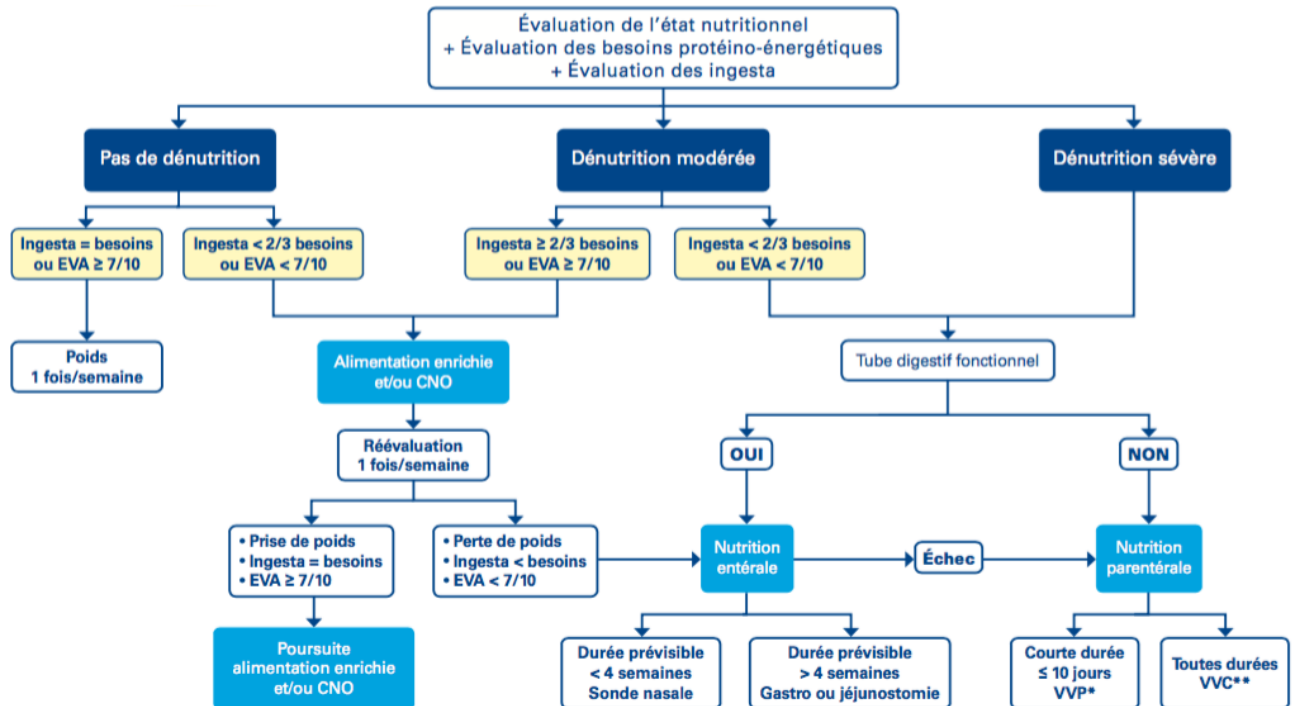 Évaluation de l'état nutritionnel
+ Évaluation des besoins protéino-énergétiques
+ Évaluation des ingesta
Pas de dénutrition
Dénutrition modérée
Dénutrition sévère
Ingesta = besoins
ou EVA ≥ 7/10
Ingesta < 2/3 besoins
ou EVA < 7/10
Ingesta ≥ 2/3 besoins
ou EVA ≥ 7/10
Ingesta < 2/3 besoins
ou EVA < 7/10
Poids
1 fois/semaine
Alimentation enrichie
et/ou CNO
Tube digestif fonctionnel
Réévaluation
1 fois/semaine
OUI
NON
• Prise de poids
• Ingesta = besoins
• EVA ≥ 7/10
• Perte de poids
• Ingesta < besoins
• EVA < 7/10
Nutrition
entérale
Échec
Nutrition
parentérale
Poursuite
alimentation enrichie
et/ou CNO
Durée prévisible
< 4 semaines
Sonde nasale
Durée prévisible
> 4 semaines
Gastro ou jéjunostomie
Courte durée
≤ 10 jours
VVP*
Toutes durées
VVC**